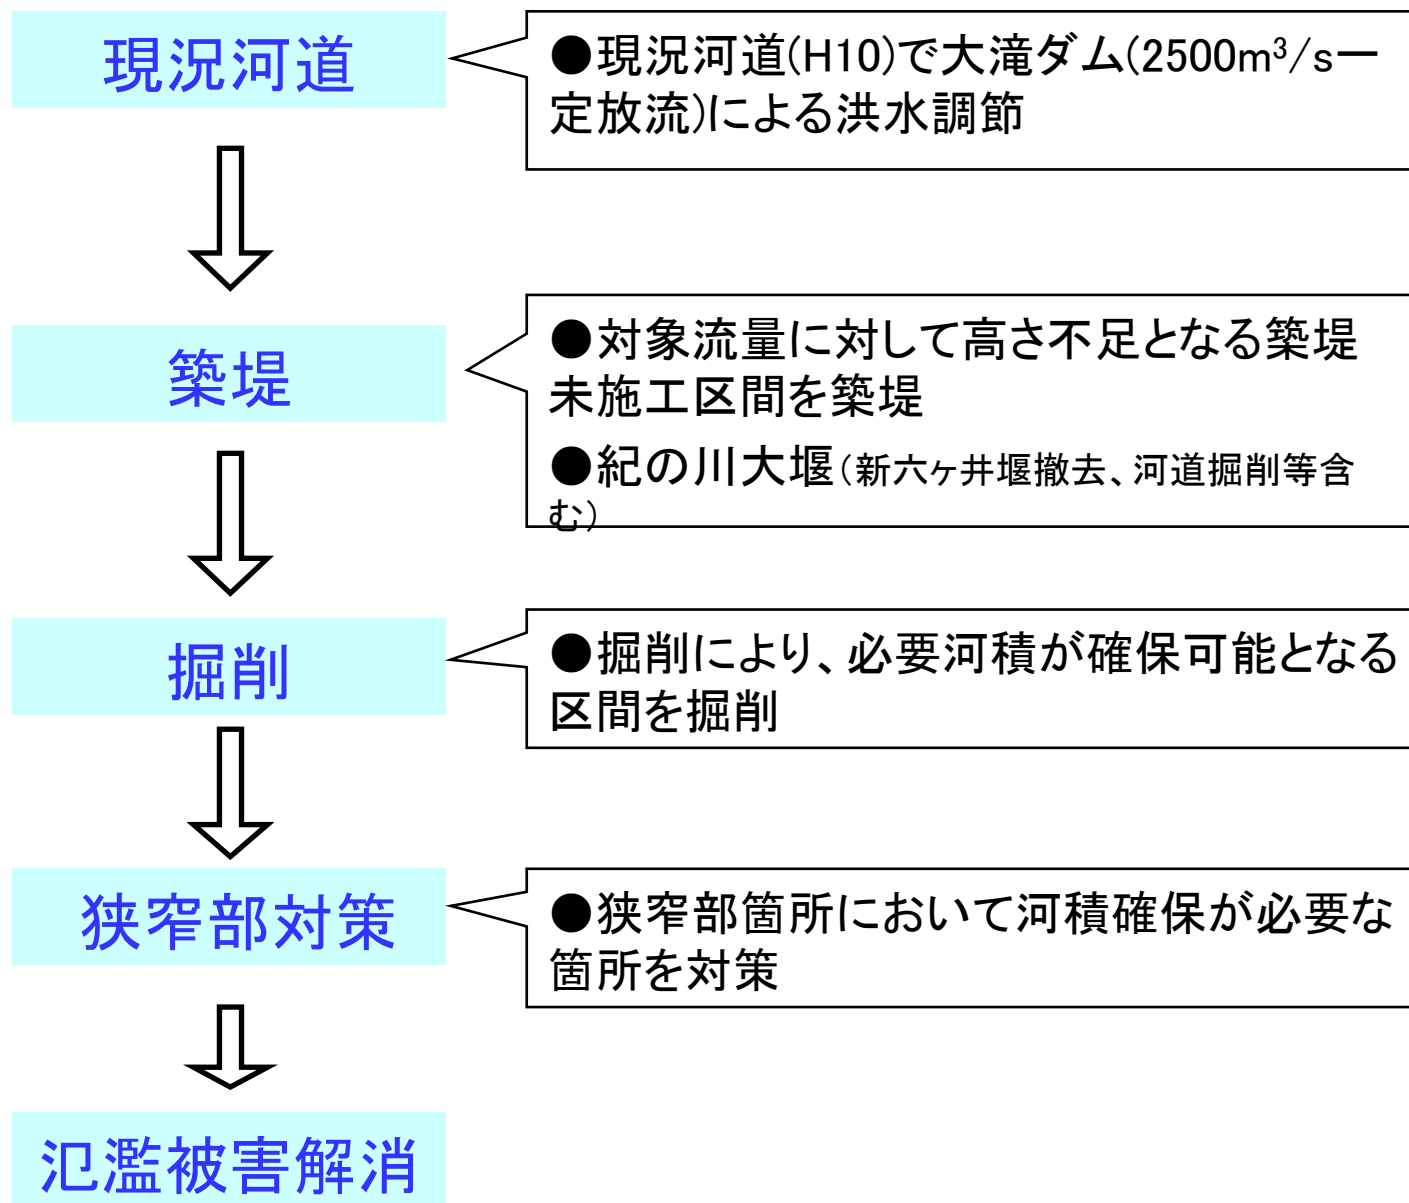 現況河道
●現況河道(H10)で大滝ダム(2500m³/s一
定放流)による洪水調節
築堤
●対象流量に対して高さ不足となる築堤
未施工区間を築堤
●紀の川大堰(新六ヶ井堰撤去、河道掘削等含
む)
掘削
●掘削により、必要河積が確保可能となる
区間を掘削
狭窄部対策
●狭窄部箇所において河積確保が必要な
箇所を対策
氾濫被害解消